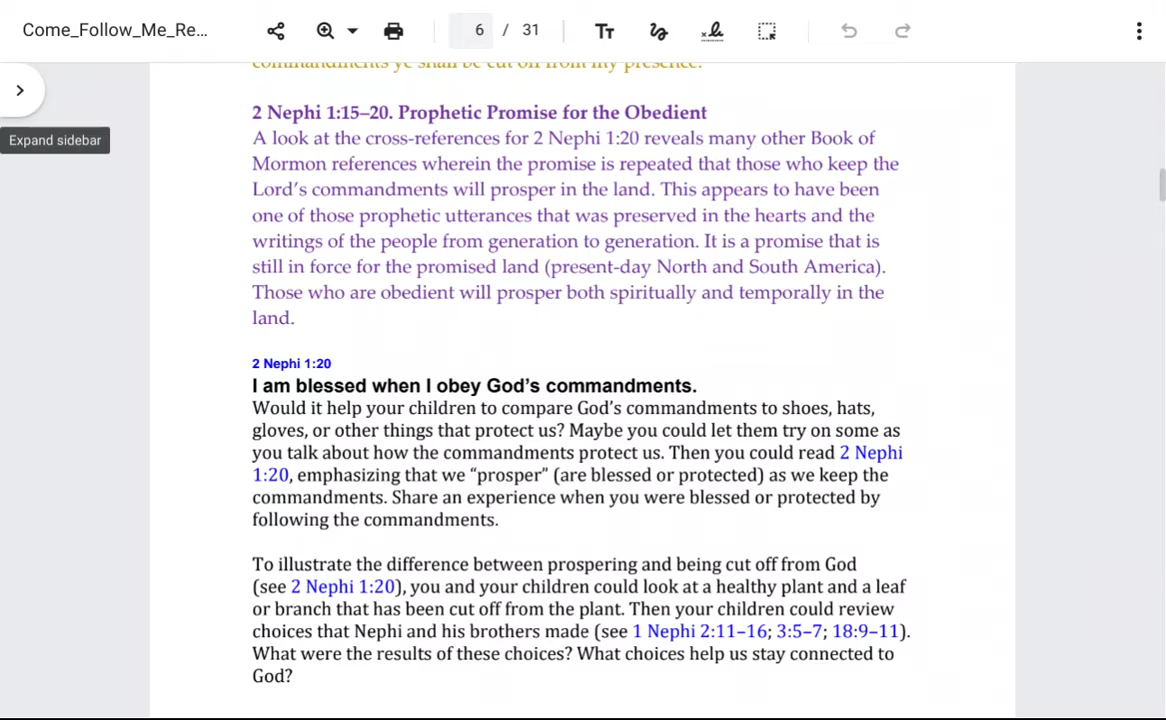 Come_Follow_Me_Re...
6 / 31
Expand sidebar
commandments ye shall be cut off from my presence.
2 Nephi 1:15–20. Prophetic Promise for the Obedient
A look at the cross-references for 2 Nephi 1:20 reveals many other Book of
Mormon references wherein the promise is repeated that those who keep the
Lord’s commandments will prosper in the land. This appears to have been
one of those prophetic utterances that was preserved in the hearts and the
writings of the people from generation to generation. It is a promise that is
still in force for the promised land (present-day North and South America).
Those who are obedient will prosper both spiritually and temporally in the
land.
2 Nephi 1:20
I am blessed when I obey God’s commandments.
Would it help your children to compare God’s commandments to shoes, hats,
gloves, or other things that protect us? Maybe you could let them try on some as
you talk about how the commandments protect us. Then you could read 2 Nephi
1:20, emphasizing that we “prosper” (are blessed or protected) as we keep the
commandments. Share an experience when you were blessed or protected by
following the commandments.
To illustrate the difference between prospering and being cut off from God
(see 2 Nephi 1:20), you and your children could look at a healthy plant and a leaf
or branch that has been cut off from the plant. Then your children could review
choices that Nephi and his brothers made (see 1 Nephi 2:11–16; 3:5–7; 18:9–11).
What were the results of these choices? What choices help us stay connected to
God?